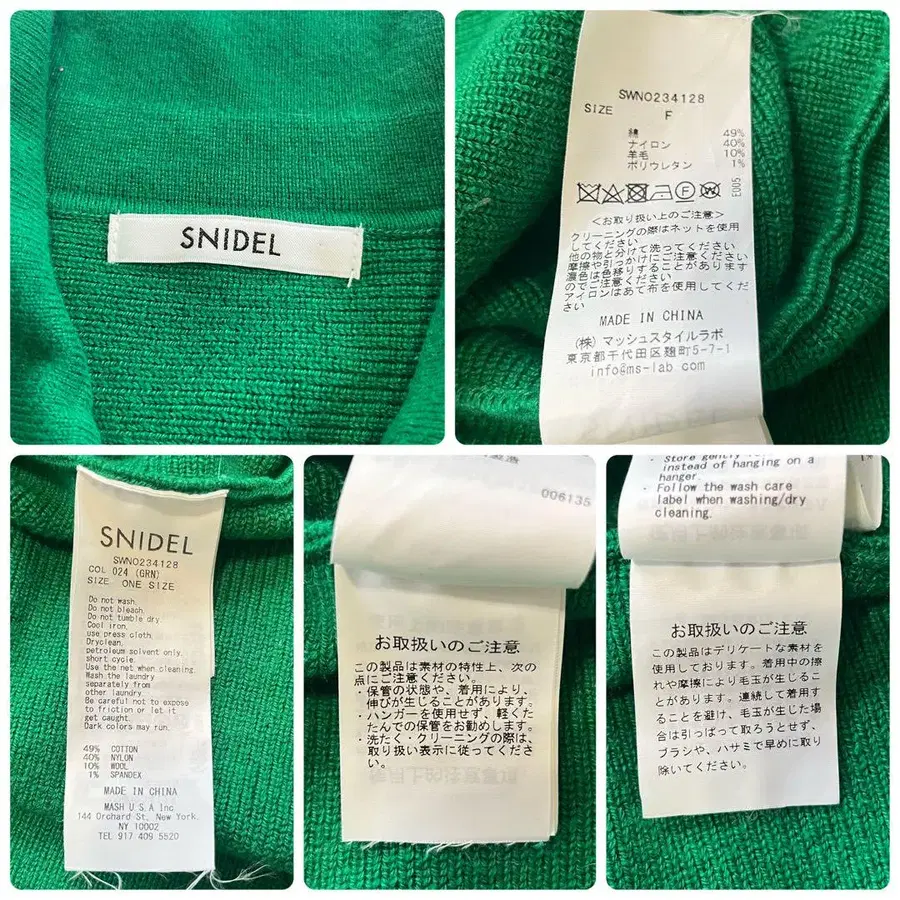 SNIDEL
SWNO234128
SIZE F
綿 49%
ナイロン 40%
羊毛 10%
ポリウレタン 1%
E005
<お取り扱い上のご注意>
クリーニングの際はネットを使用
してください
他の物と分けて洗ってください
摩擦や引っかけにご注意ください
濃色は色移りすることがあります
のでご注意ください
アイロンはあて布を使用してくだ
さい
MADE IN CHINA
(株) マッシュスタイルラボ
東京都千代田区麹町5-7-1
info@ms-lab.com
SNIDEL
SWNO234128
COL 024 (GRN)
SIZE ONE SIZE
Do not wash.
Do not bleach.
Do not tumble dry.
Cool iron.
use press cloth.
Dryclean.
petroleum solvent only.
short cycle.
Use the net when cleaning.
Wash the laundry
separately from
other laundry.
Be careful not to expose
to friction or let it
get caught.
Dark colors may run.
49% COTTON
40% NYLON
10% WOOL
1% SPANDEX
MADE IN CHINA
MASH U S A Inc
144 Orchard St, New York.
NY 10002
TEL 917 409 5520
006135
お取扱いのご注意
この製品は素材の特性上、次の
点にご注意ください。
・保管の状態や、着用により、
伸びが生じることがあります。
・ハンガーを使用せず、軽くた
たんでの保管をお勧めします。
・洗たく・クリーニングの際は、
取り扱い表示に従ってくださ
い。
・ Store gently
instead of hanging on a
hanger.
・ Follow the wash care
label when washing/dry
cleaning.
お取扱いのご注意
この製品はデリケートな素材を
使用しております。着用中の擦
れや摩擦により毛玉が生じるこ
とがあります。連続して着用す
ることを避け、毛玉が生じた場
合は引っぱって取ろうとせず、
ブラシや、ハサミで早めに取り
除いてください。